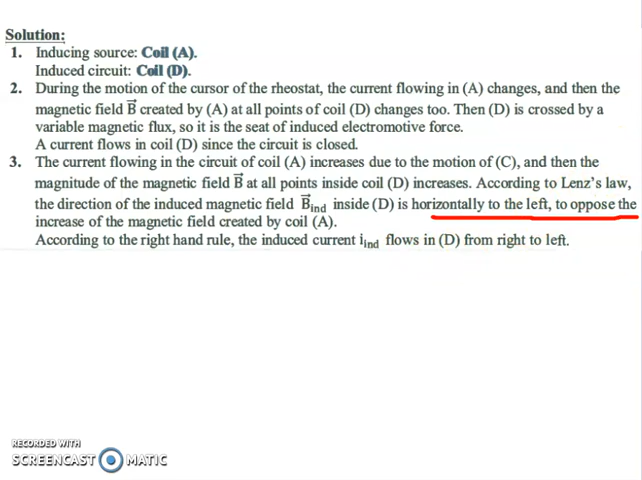 Solution:
1. Inducing source: Coil (A).
Induced circuit: Coil (D).
2. During the motion of the cursor of the rheostat, the current flowing in (A) changes, and then the
magnetic field B⃗ created by (A) at all points of coil (D) changes too. Then (D) is crossed by a
variable magnetic flux, so it is the seat of induced electromotive force.
A current flows in coil (D) since the circuit is closed.
3. The current flowing in the circuit of coil (A) increases due to the motion of (C), and then the
magnitude of the magnetic field B⃗ at all points inside coil (D) increases. According to Lenz's law,
the direction of the induced magnetic field B⃗ind inside (D) is horizontally to the left, to oppose the
increase of the magnetic field created by coil (A).
According to the right hand rule, the induced current iind flows in (D) from right to left.
RECORDED WITH
SCREENCAST MATIC